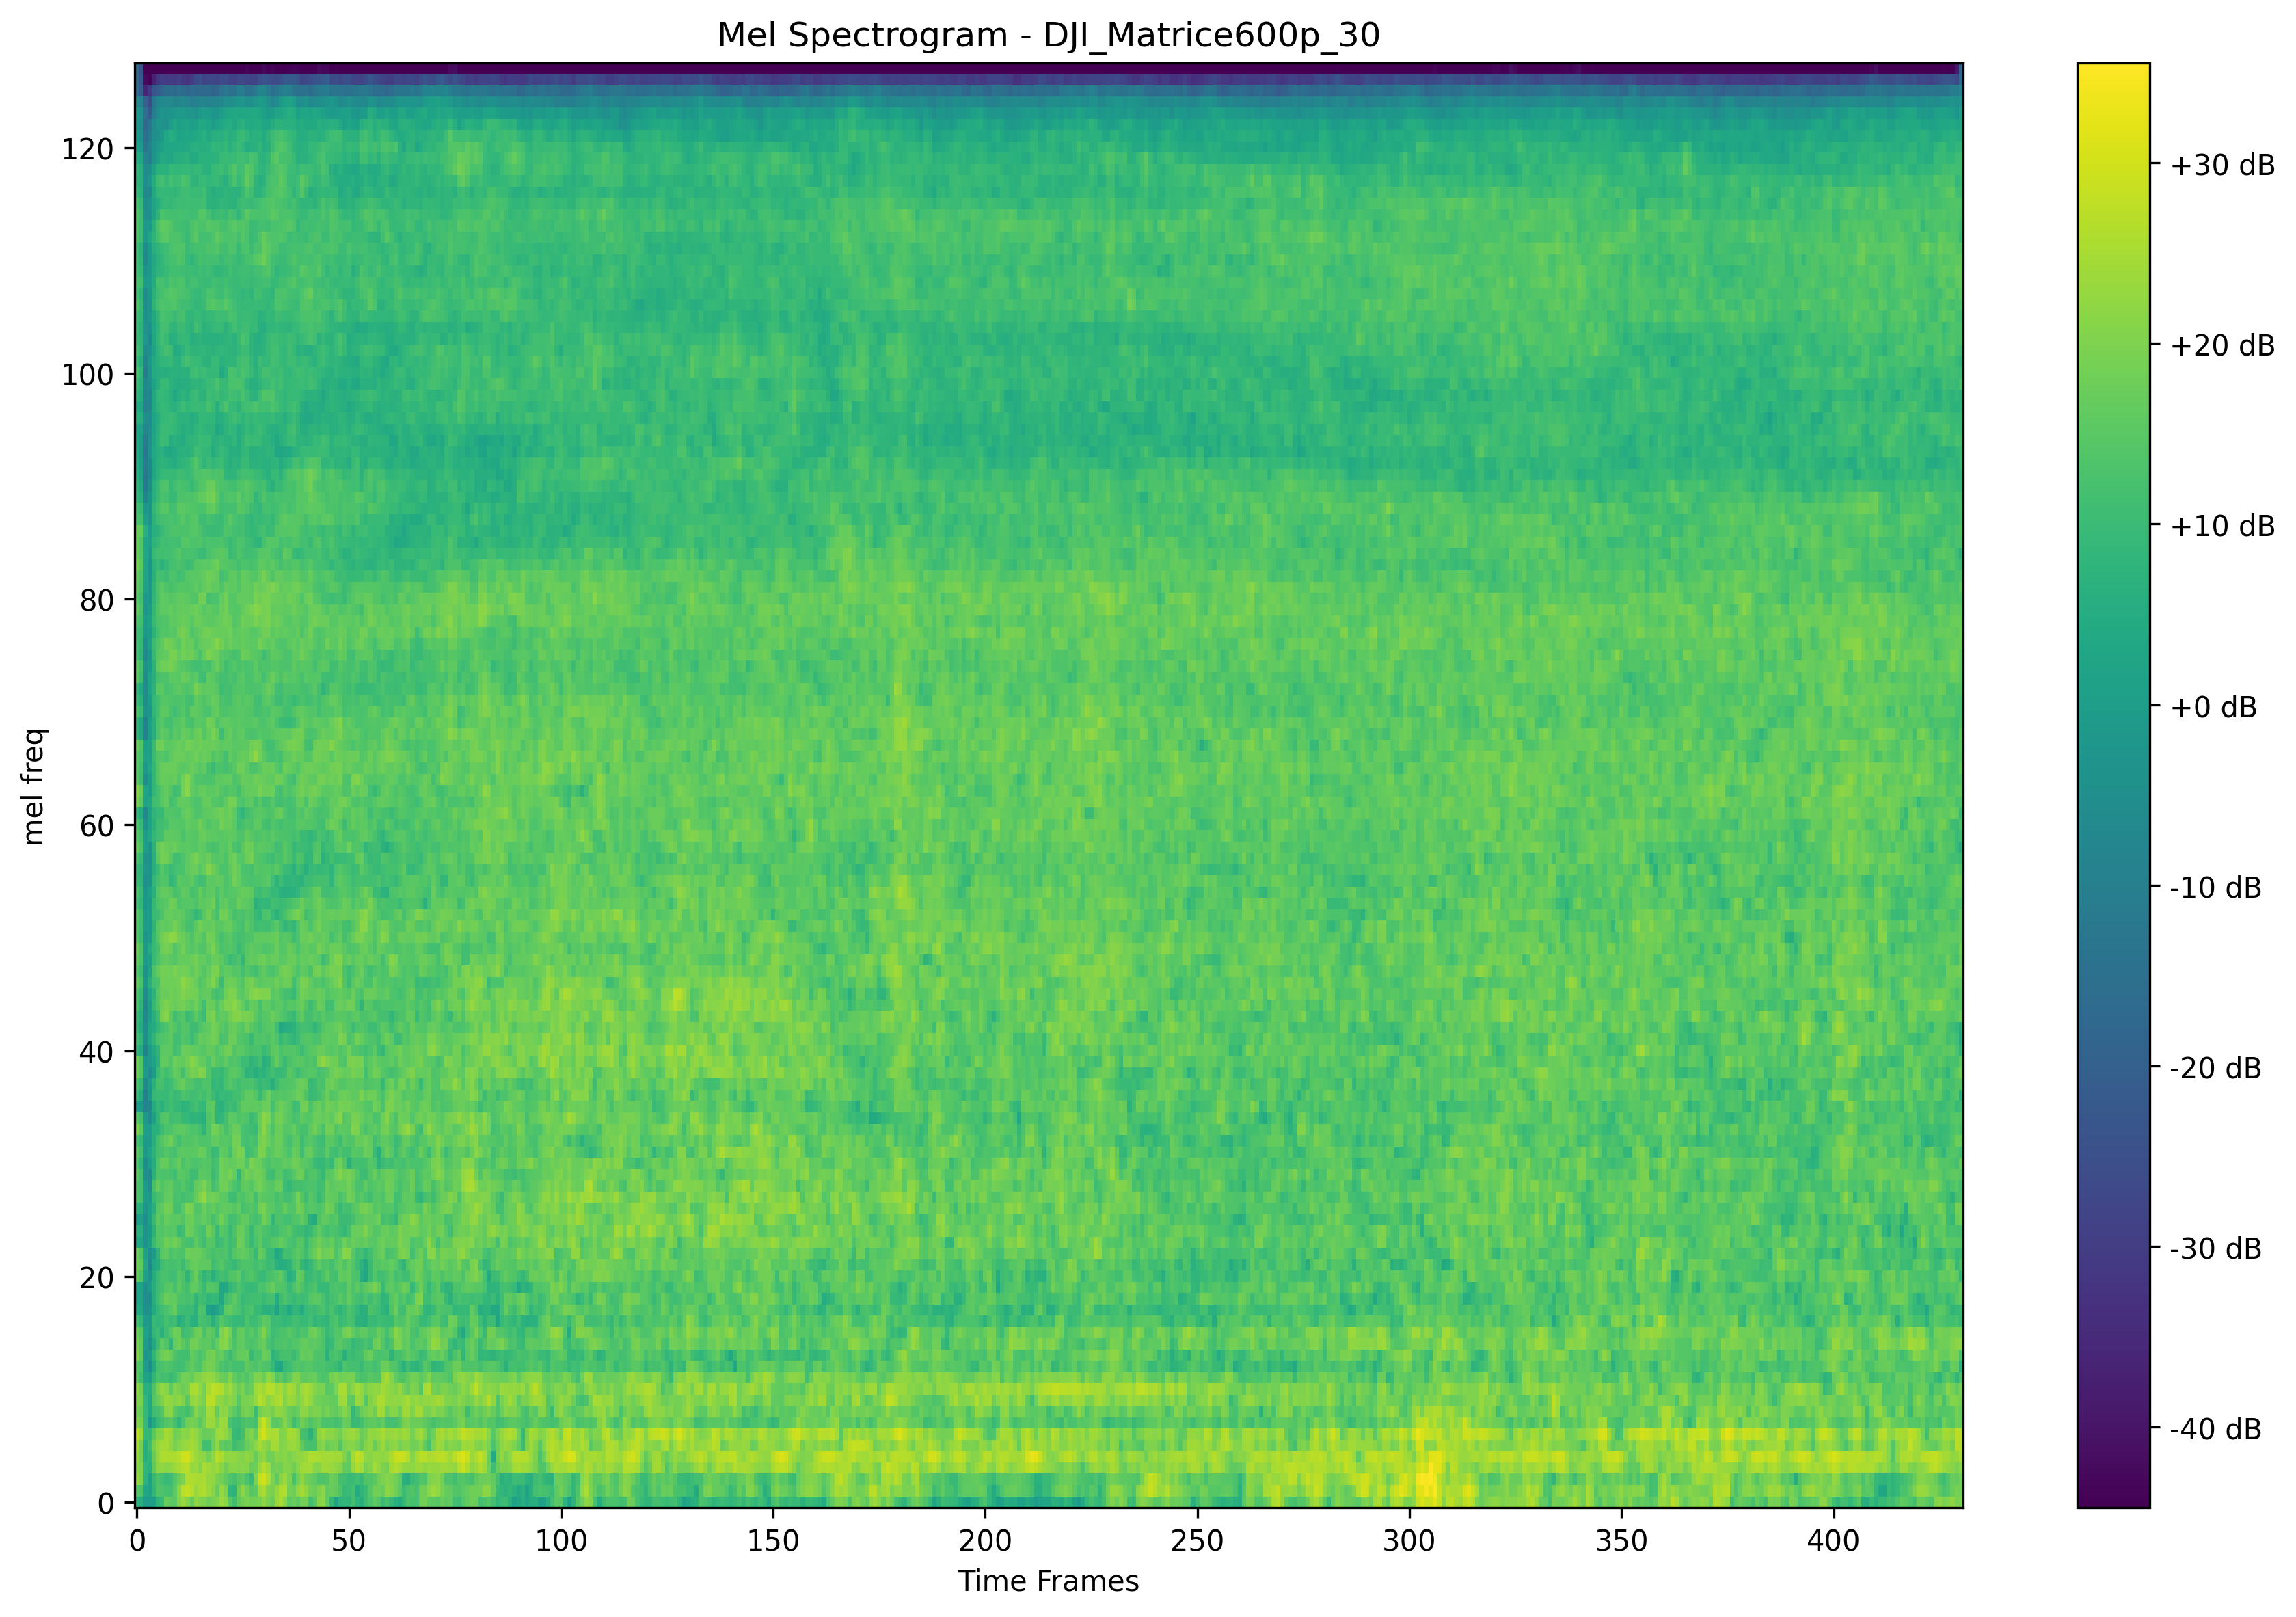 Mel Spectrogram - DJI_Matrice600p_30
mel freq
120
100
80
60
40
20
0
0 50 100 150 200 250 300 350 400
Time Frames
+30 dB
+20 dB
+10 dB
+0 dB
-10 dB
-20 dB
-30 dB
-40 dB